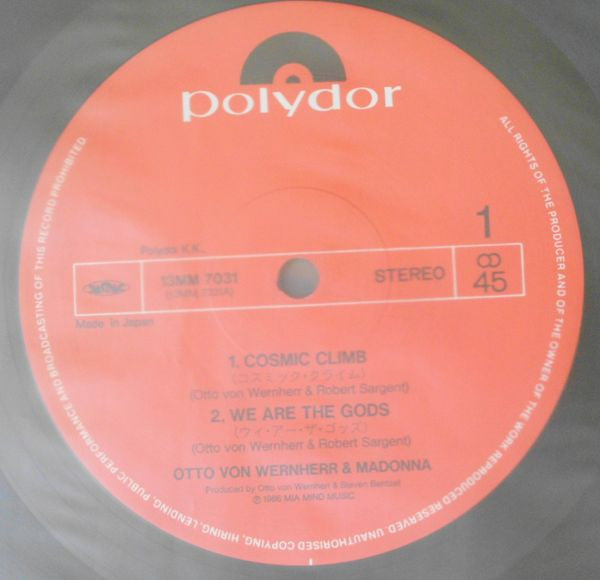 polydor
ALL RIGHTS OF THE PRODUCER AND OF THE OWNER OF THE WORK REPRODUCED RESERVED. UNAUTHORISED COPYING, HIRING, LENDING, PUBLIC PERFORMANCE AND BROADCASTING OF THIS RECORD PROHIBITED.
1
Polydor K.K.,
13MM 7031
STEREO
45
Made in Japan
1. COSMIC CLIMB
(コズミック・クライム)
(Otto von Wernherr & Robert Sargent)
2. WE ARE THE GODS
(ウィ・アー・ザ・ゴッズ)
(Otto von Wernherr & Robert Sargent)
OTTO VON WERNHERR & MADONNA
Produced by Otto von Wernherr & Steven Bentzel
Ⓟ 1986 MIA MIND MUSIC